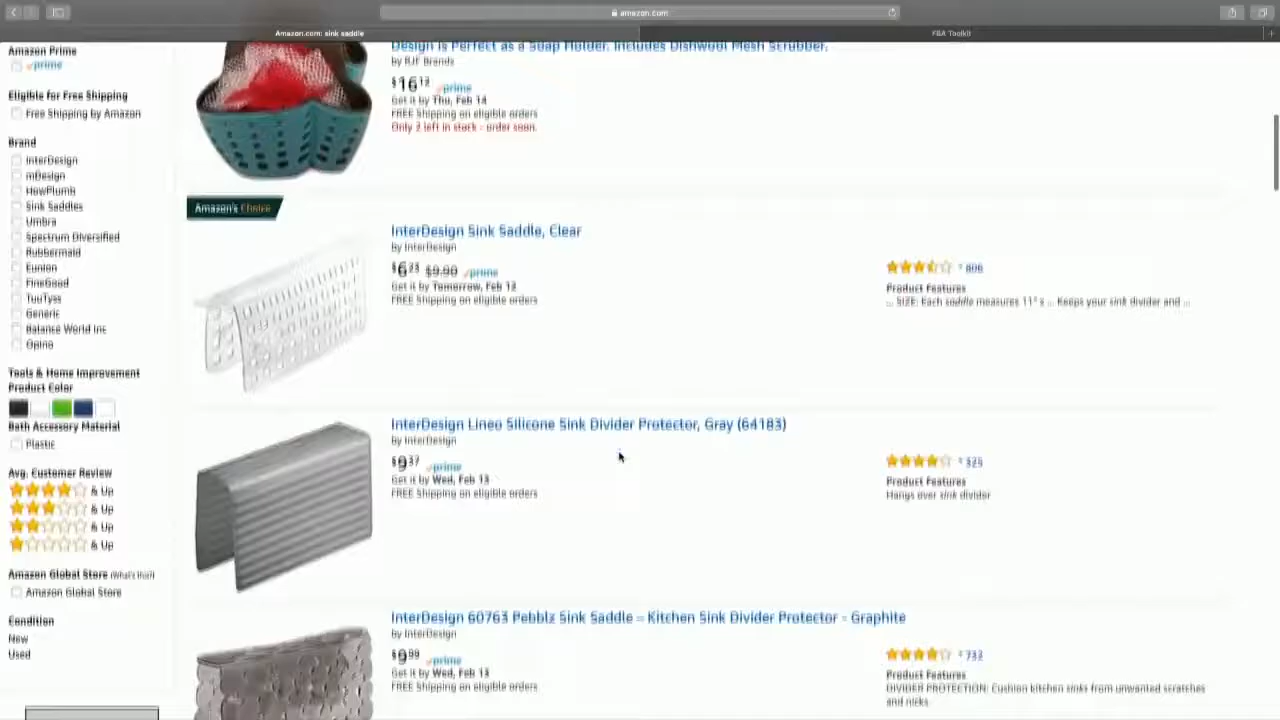 amazon.com
Amazon.com: sink saddle
FBA Toolkit
Amazon Prime
prime
Eligible for Free Shipping
Free Shipping by Amazon
Brand
InterDesign
mDesign
HowPlumb
Sink Saddles
Umbra
Spectrum Diversified
Rubbermaid
Eunion
FineGood
YouTyss
Generic
Balance World Inc
Opino
Tools & Home Improvement
Product Color
Bath Accessory Material
Plastic
Avg. Customer Review
& Up
& Up
& Up
& Up
Amazon Global Store (What's this?)
Amazon Global Store
Condition
New
Used
Design is Perfect as a Soap Holder. Includes Dishwool Mesh Scrubber.
by BJF Brands
$16 12 prime
Get it by Thu, Feb 14
FREE Shipping on eligible orders
Only 2 left in stock - order soon.
Amazon's Choice
InterDesign Sink Saddle, Clear
by InterDesign
$6 23 $9.90 prime
Get it by Tomorrow, Feb 12
FREE Shipping on eligible orders
806
Product Features
... SIZE: Each saddle measures 11" x ... Keeps your sink divider and ...
InterDesign Lineo Silicone Sink Divider Protector, Gray (64183)
by InterDesign
$9 37 prime
Get it by Wed, Feb 13
FREE Shipping on eligible orders
325
Product Features
Hangs over sink divider
InterDesign 60763 Pebblz Sink Saddle – Kitchen Sink Divider Protector - Graphite
by InterDesign
$9 99 prime
Get it by Wed, Feb 13
FREE Shipping on eligible orders
732
Product Features
DIVIDER PROTECTION: Cushion kitchen sinks from unwanted scratches
and nicks